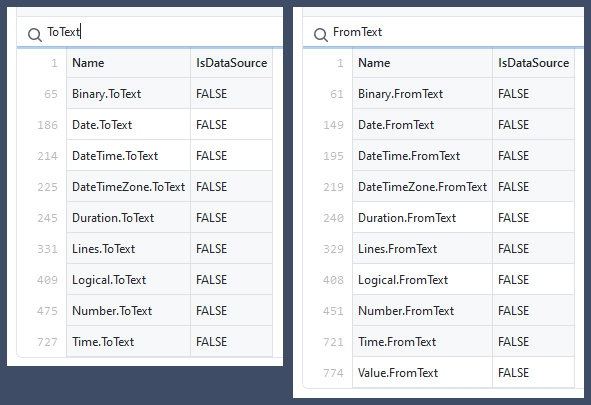 ToText
1 Name IsDataSource
65 Binary.ToText FALSE
186 Date.ToText FALSE
214 DateTime.ToText FALSE
225 DateTimeZone.ToText FALSE
245 Duration.ToText FALSE
331 Lines.ToText FALSE
409 Logical.ToText FALSE
475 Number.ToText FALSE
727 Time.ToText FALSE
FromText
1 Name IsDataSource
61 Binary.FromText FALSE
149 Date.FromText FALSE
195 DateTime.FromText FALSE
219 DateTimeZone.FromText FALSE
240 Duration.FromText FALSE
329 Lines.FromText FALSE
408 Logical.FromText FALSE
451 Number.FromText FALSE
721 Time.FromText FALSE
774 Value.FromText FALSE